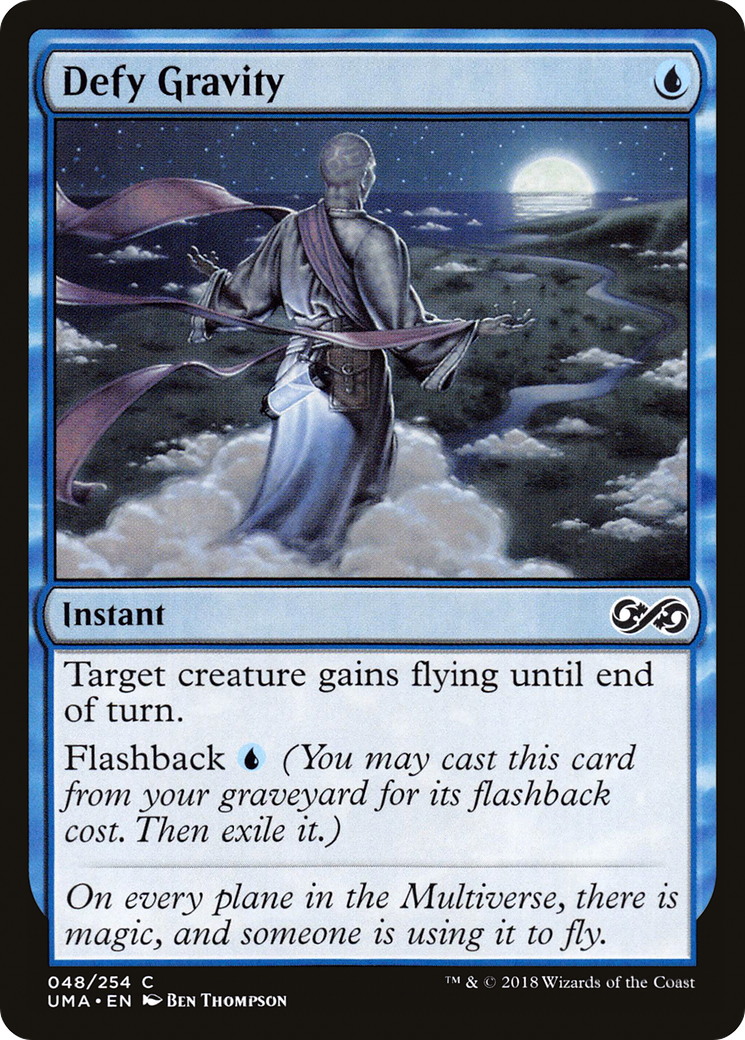 Defy Gravity
Instant
Target creature gains flying until end
of turn.
Flashback (You may cast this card
from your graveyard for its flashback
cost. Then exile it.)
On every plane in the Multiverse, there is
magic, and someone is using it to fly.
048/254 C
™ & © 2018 Wizards of the Coast
UMA • EN Ben Thompson